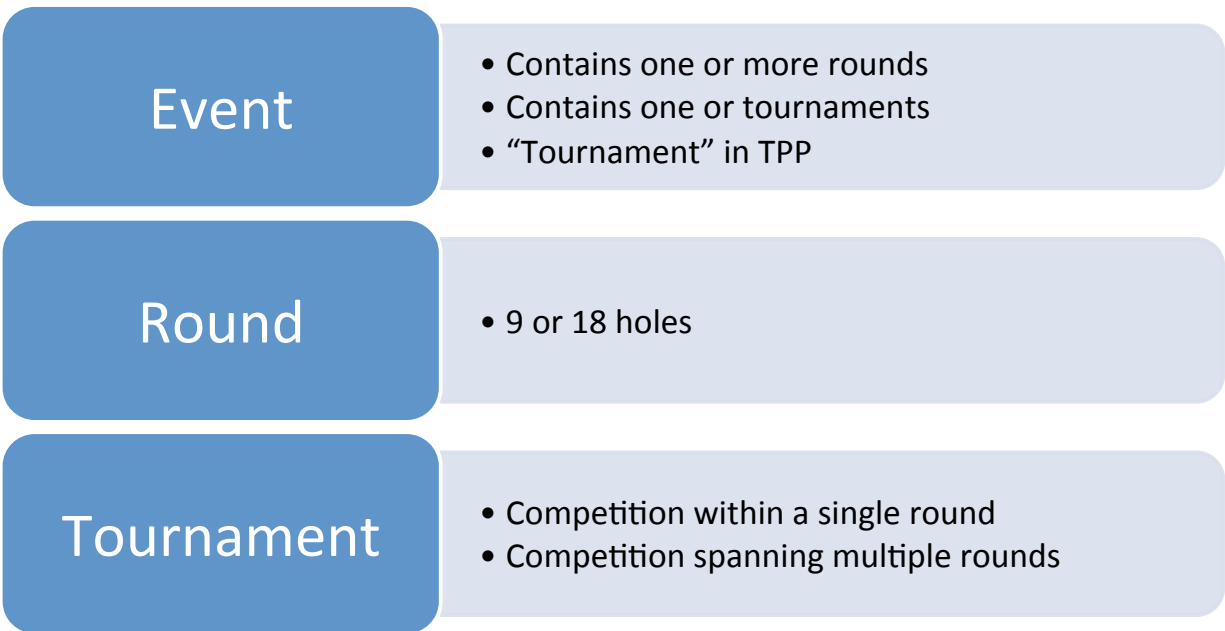 Event
• Contains one or more rounds
• Contains one or tournaments
• “Tournament” in TPP
Round
• 9 or 18 holes
Tournament
• Competition within a single round
• Competition spanning multiple rounds